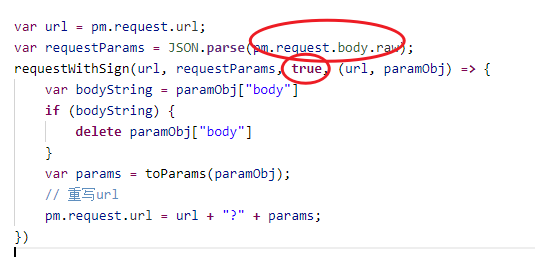 var url = pm.request.url;
var requestParams = JSON.parse(pm.request.body.raw);
requestWithSign(url, requestParams, true, (url, paramObj) => {
    var bodyString = paramObj["body"]
    if (bodyString) {
        delete paramObj["body"]
    }
    var params = toParams(paramObj);
    // 重写url
    pm.request.url = url + "?" + params;
})